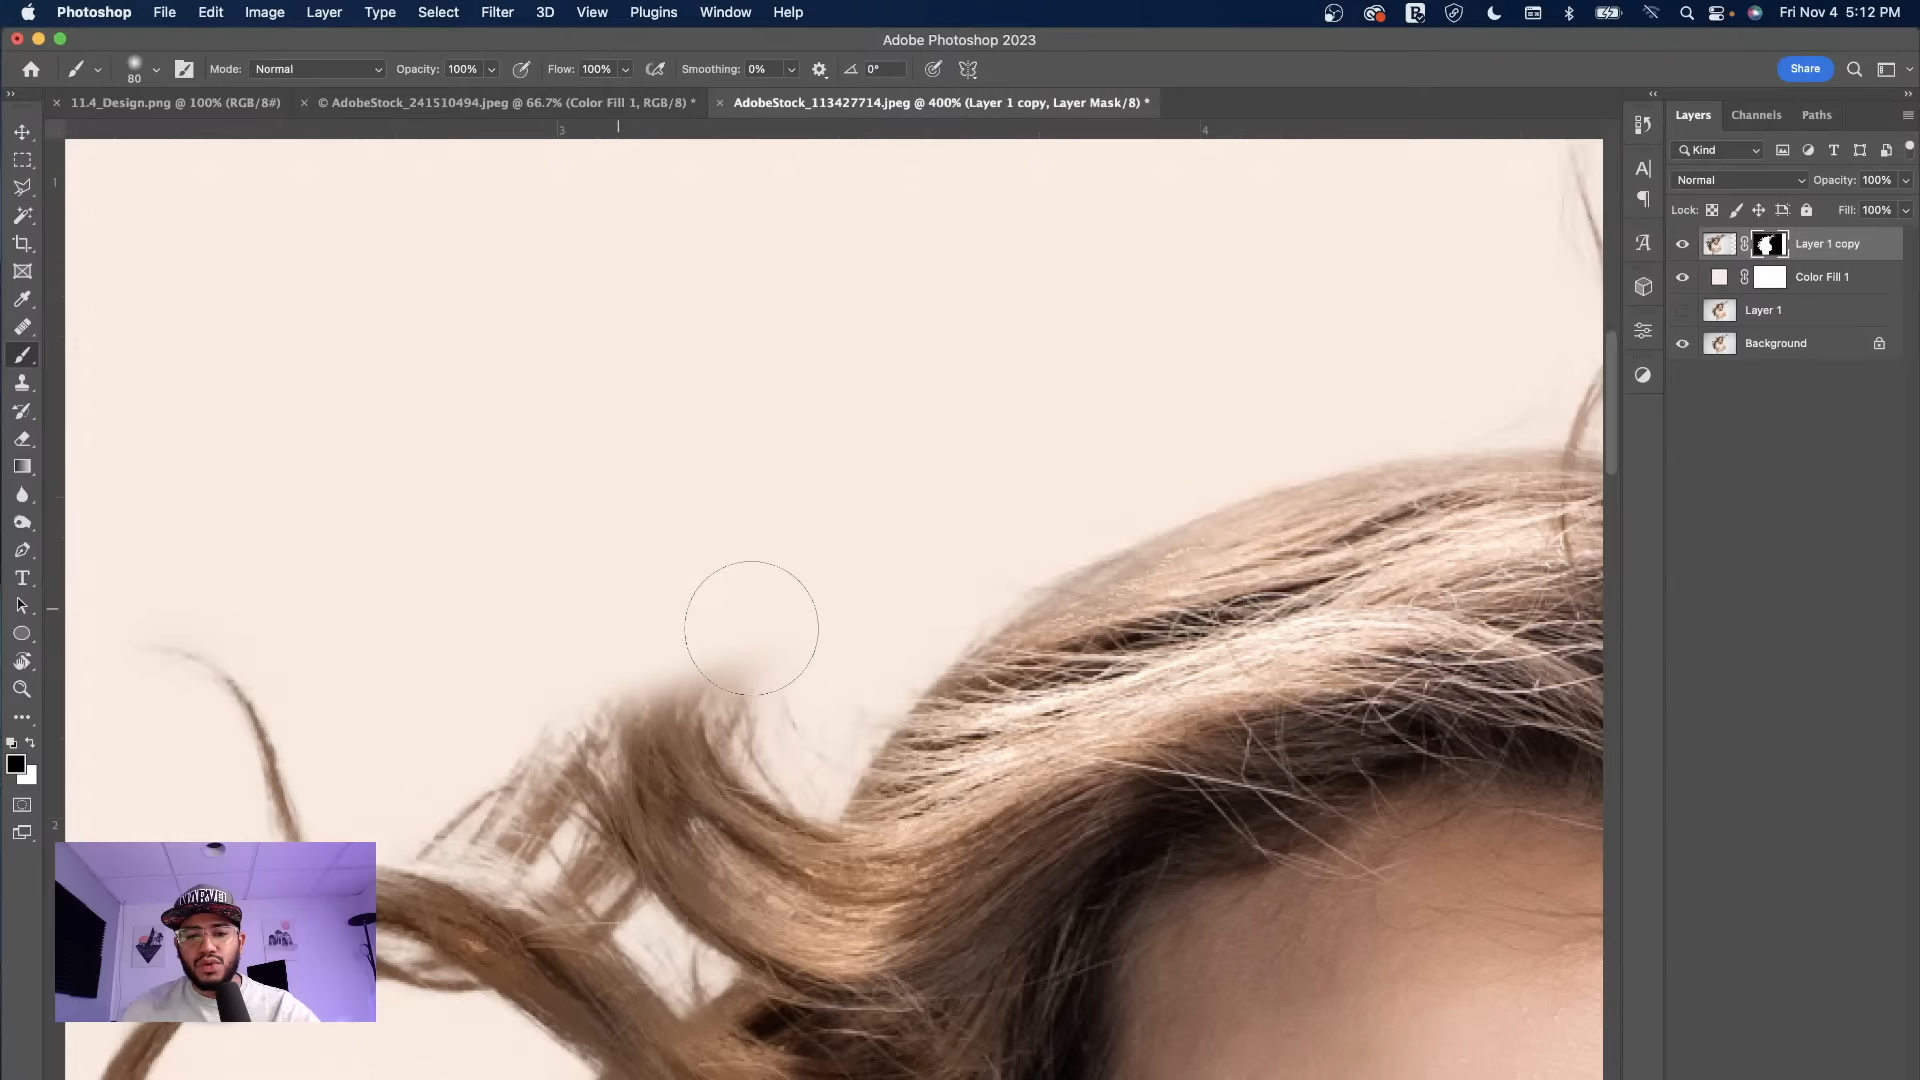 Photoshop File Edit Image Layer Type Select Filter 3D View Plugins Window Help Fri Nov 4 5:12 PM
Adobe Photoshop 2023
80 Mode: Normal Opacity: 100% Flow: 100% Smoothing: 0% 0° Share
11.4_Design.png @ 100% (RGB/8#) © AdobeStock_241510494.jpeg @ 66.7% (Color Fill 1, RGB/8) * AdobeStock_113427714.jpeg @ 400% (Layer 1 copy, Layer Mask/8) *
Layers Channels Paths
3 4
Kind
1
Normal Opacity: 100%
Lock: Fill: 100%
Layer 1 copy
Color Fill 1
Layer 1
Background
2
MARVEL